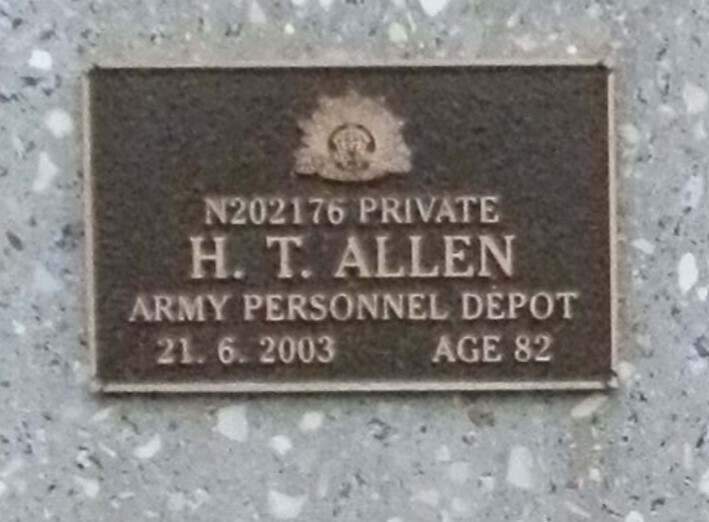 N202176 PRIVATE
H. T. ALLEN
ARMY PERSONNEL DEPOT
21. 6. 2003 AGE 82